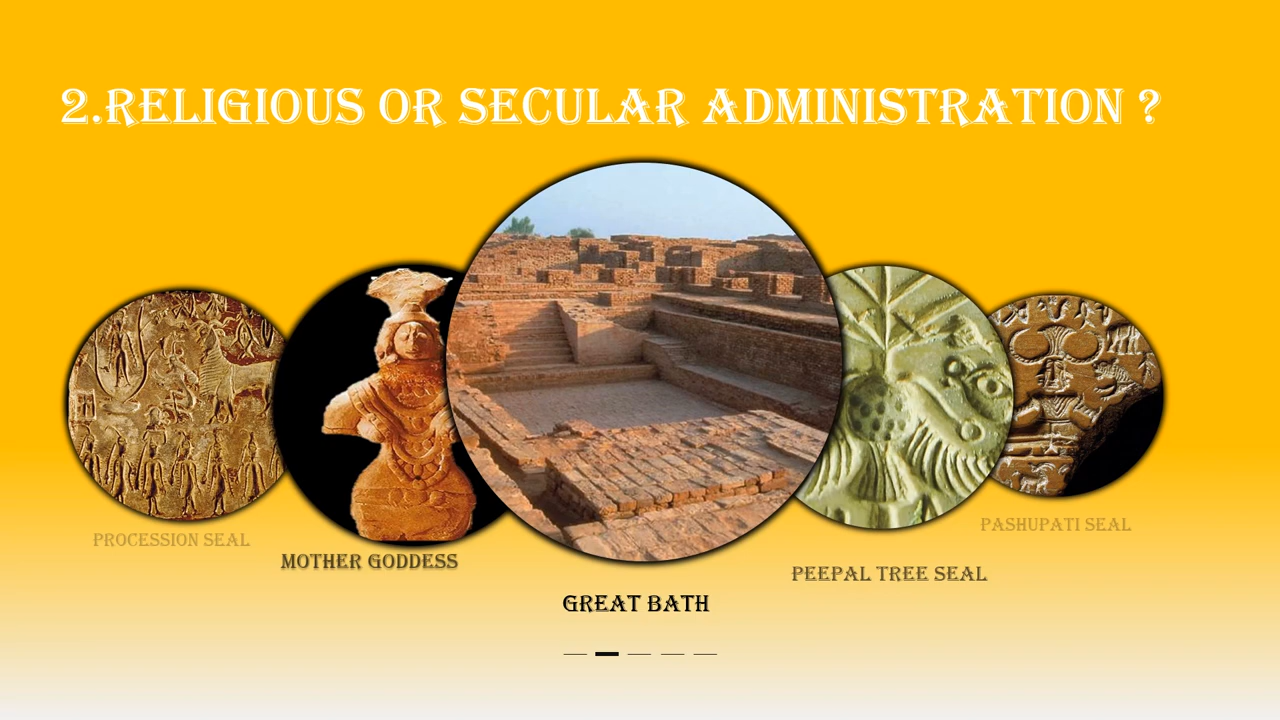 2.RELIGIOUS OR SECULAR ADMINISTRATION ?
PROCESSION SEAL
MOTHER GODDESS
GREAT BATH
PEEPAL TREE SEAL
PASHUPATI SEAL